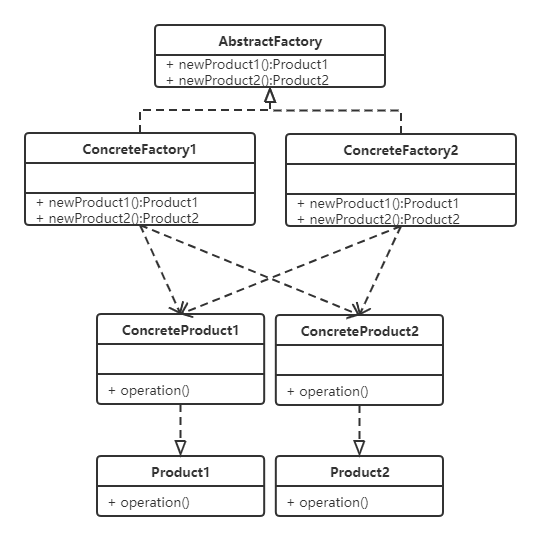 AbstractFactory
+ newProduct1():Product1
+ newProduct2():Product2
ConcreteFactory1
ConcreteFactory2
+ newProduct1():Product1
+ newProduct2():Product2
+ newProduct1():Product1
+ newProduct2():Product2
ConcreteProduct1
ConcreteProduct2
+ operation()
+ operation()
Product1
Product2
+ operation()
+ operation()